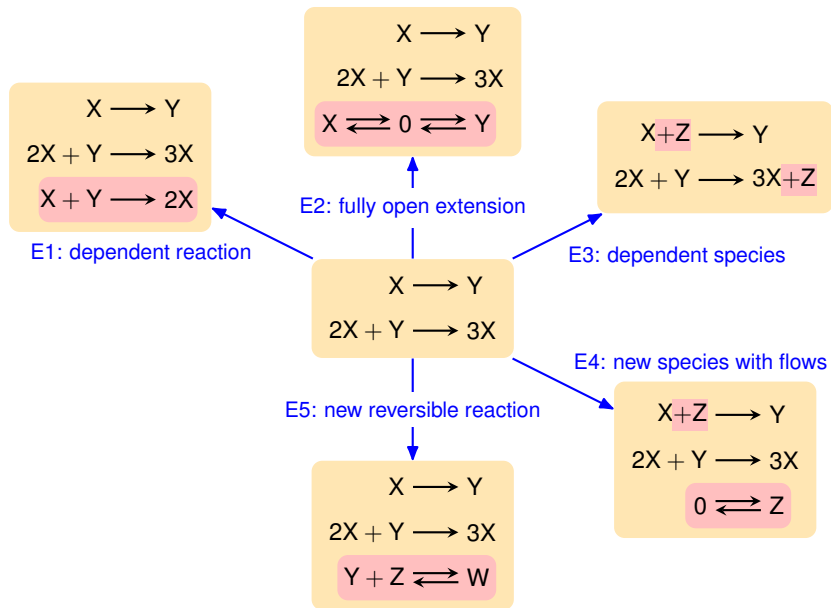 X ⟶ Y
2X + Y ⟶ 3X
X ⇌ 0 ⇌ Y
X ⟶ Y
2X + Y ⟶ 3X
X + Y ⟶ 2X
X+Z ⟶ Y
2X + Y ⟶ 3X+Z
E2: fully open extension
E1: dependent reaction
E3: dependent species
X ⟶ Y
2X + Y ⟶ 3X
E4: new species with flows
E5: new reversible reaction
X+Z ⟶ Y
2X + Y ⟶ 3X
0 ⇌ Z
X ⟶ Y
2X + Y ⟶ 3X
Y + Z ⇌ W